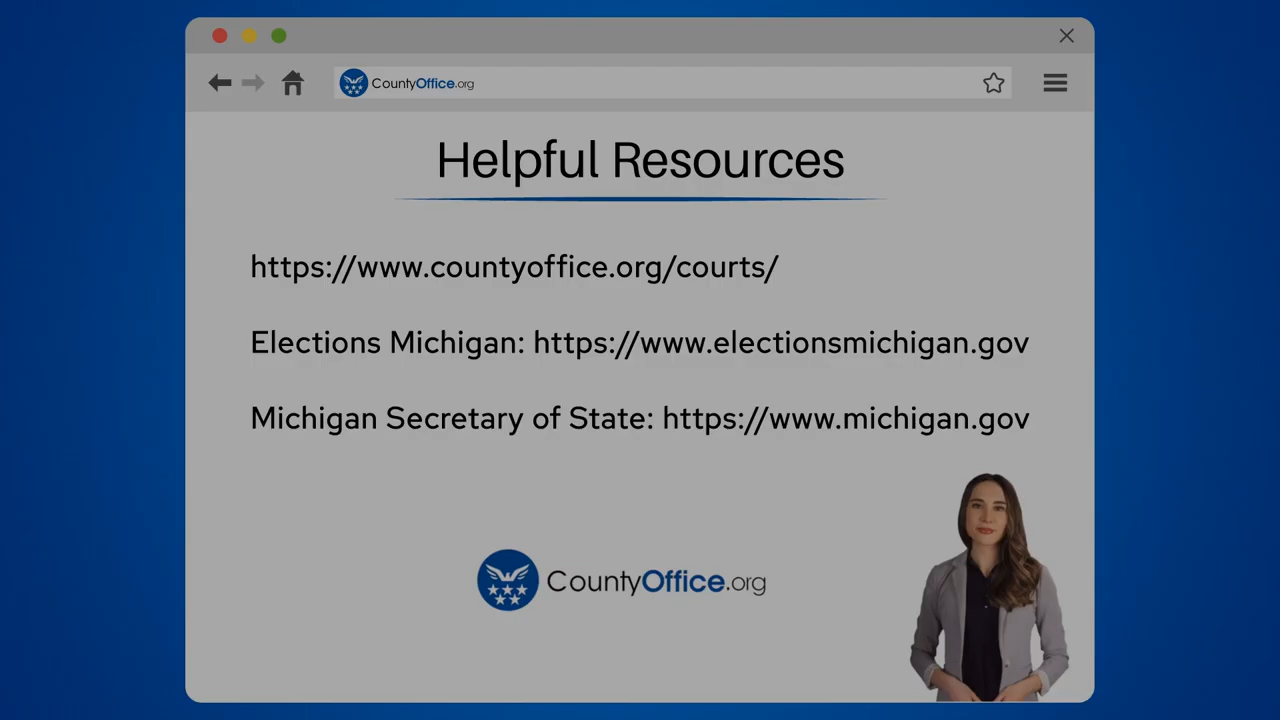 CountyOffice.org
Helpful Resources
https://www.countyoffice.org/courts/
Elections Michigan: https://www.electionsmichigan.gov
Michigan Secretary of State: https://www.michigan.gov
CountyOffice.org